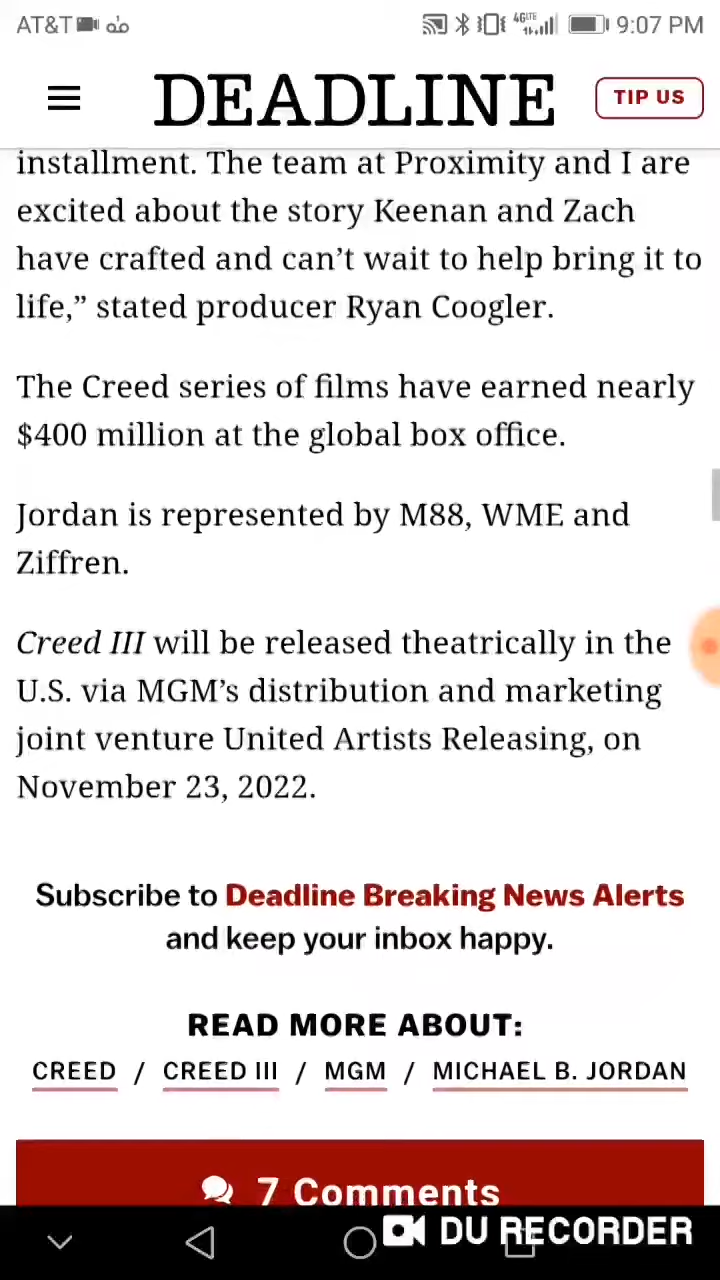 AT&T 4G LTE 9:07 PM
DEADLINE TIP US
installment. The team at Proximity and I are
excited about the story Keenan and Zach
have crafted and can’t wait to help bring it to
life,” stated producer Ryan Coogler.
The Creed series of films have earned nearly
$400 million at the global box office.
Jordan is represented by M88, WME and
Ziffren.
Creed III will be released theatrically in the
U.S. via MGM’s distribution and marketing
joint venture United Artists Releasing, on
November 23, 2022.
Subscribe to Deadline Breaking News Alerts
and keep your inbox happy.
READ MORE ABOUT:
CREED / CREED III / MGM / MICHAEL B. JORDAN
7 Comments
DU RECORDER